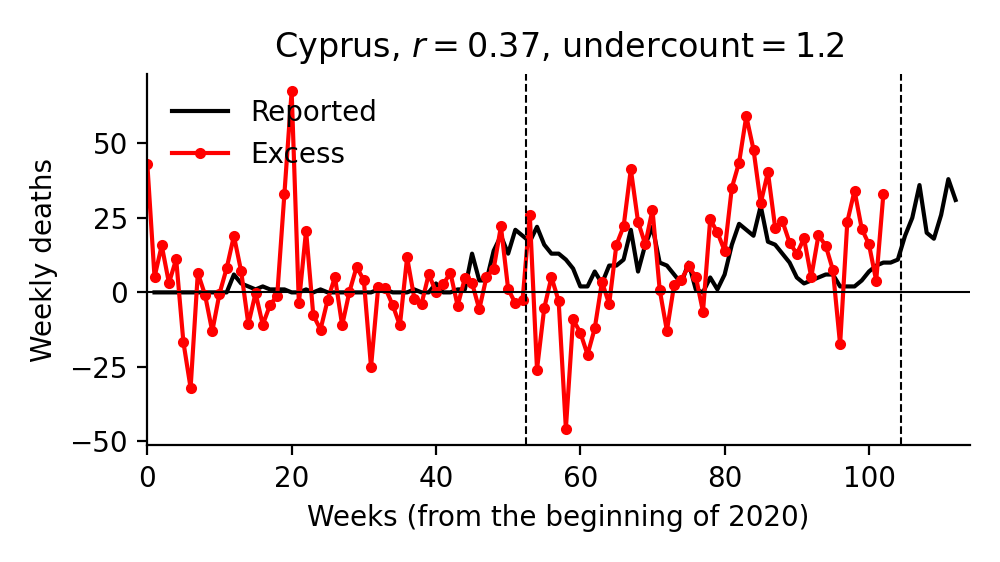 Cyprus, r = 0.37, undercount = 1.2
Reported
Excess
Weekly deaths
50
25
0
−25
−50
0 20 40 60 80 100
Weeks (from the beginning of 2020)